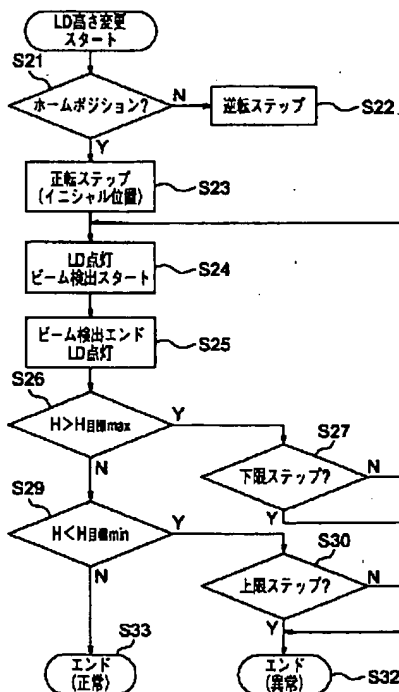 LD高さ変更
スタート
S21
ホームポジション?
N
逆転ステップ
S22
Y
正転ステップ
(イニシャル位置)
S23
LD点灯
ビーム検出スタート
S24
ビーム検出エンド
LD点灯
S25
S26
H>H目標max
Y
N
S27
下限ステップ?
N
Y
S29
H<H目標min
Y
N
S30
上限ステップ?
N
Y
S33
エンド
(正常)
エンド
(異常)
S32